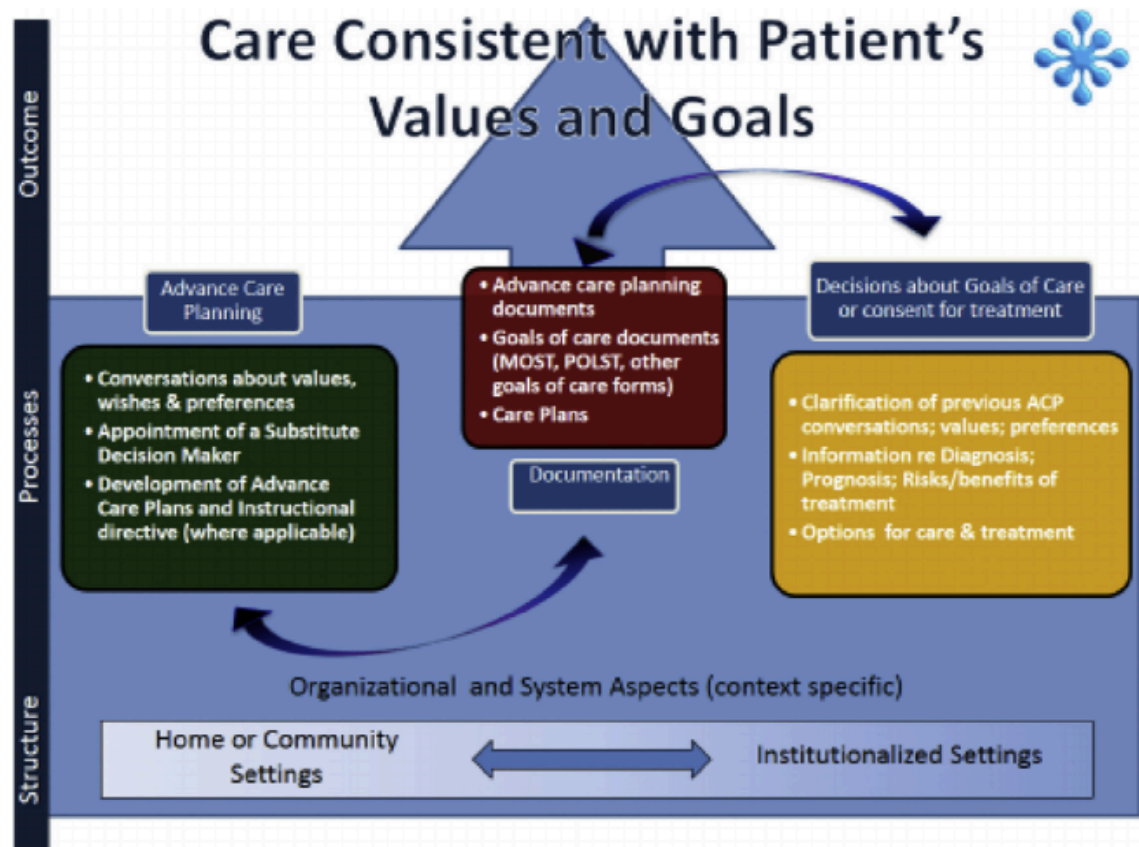 Care Consistent with Patient's
Values and Goals
Outcome
Processes
Structure
Advance Care
Planning
• Conversations about values,
wishes & preferences
• Appointment of a Substitute
Decision Maker
• Development of Advance
Care Plans and Instructional
directive (where applicable)
• Advance care planning
documents
• Goals of care documents
(MOST, POLST, other
goals of care forms)
• Care Plans
Documentation
Decisions about Goals of Care
or consent for treatment
• Clarification of previous ACP
conversations; values; preferences
• Information re Diagnosis;
Prognosis; Risks/benefits of
treatment
• Options for care & treatment
Organizational and System Aspects (context specific)
Home or Community
Settings
Institutionalized Settings